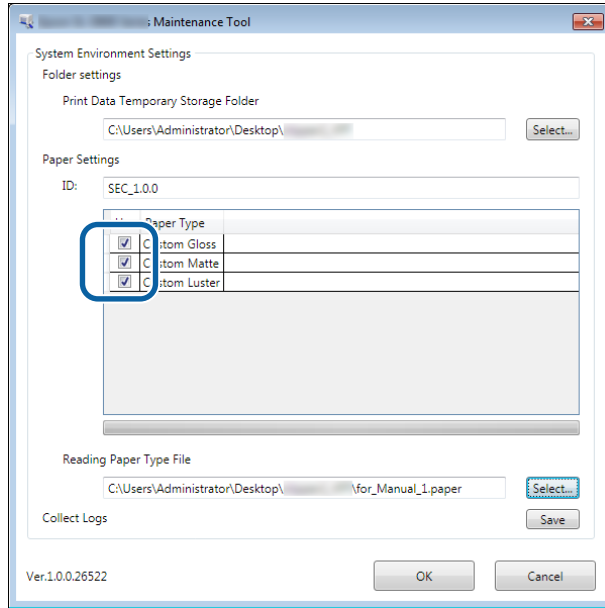 Maintenance Tool
System Environment Settings
Folder settings
Print Data Temporary Storage Folder
C:\Users\Administrator\Desktop\
Select...
Paper Settings
ID:
SEC_1.0.0
Paper Type
Custom Gloss
Custom Matte
Custom Luster
Reading Paper Type File
C:\Users\Administrator\Desktop\ \for_Manual_1.paper
Select...
Collect Logs
Save
Ver.1.0.0.26522
OK
Cancel